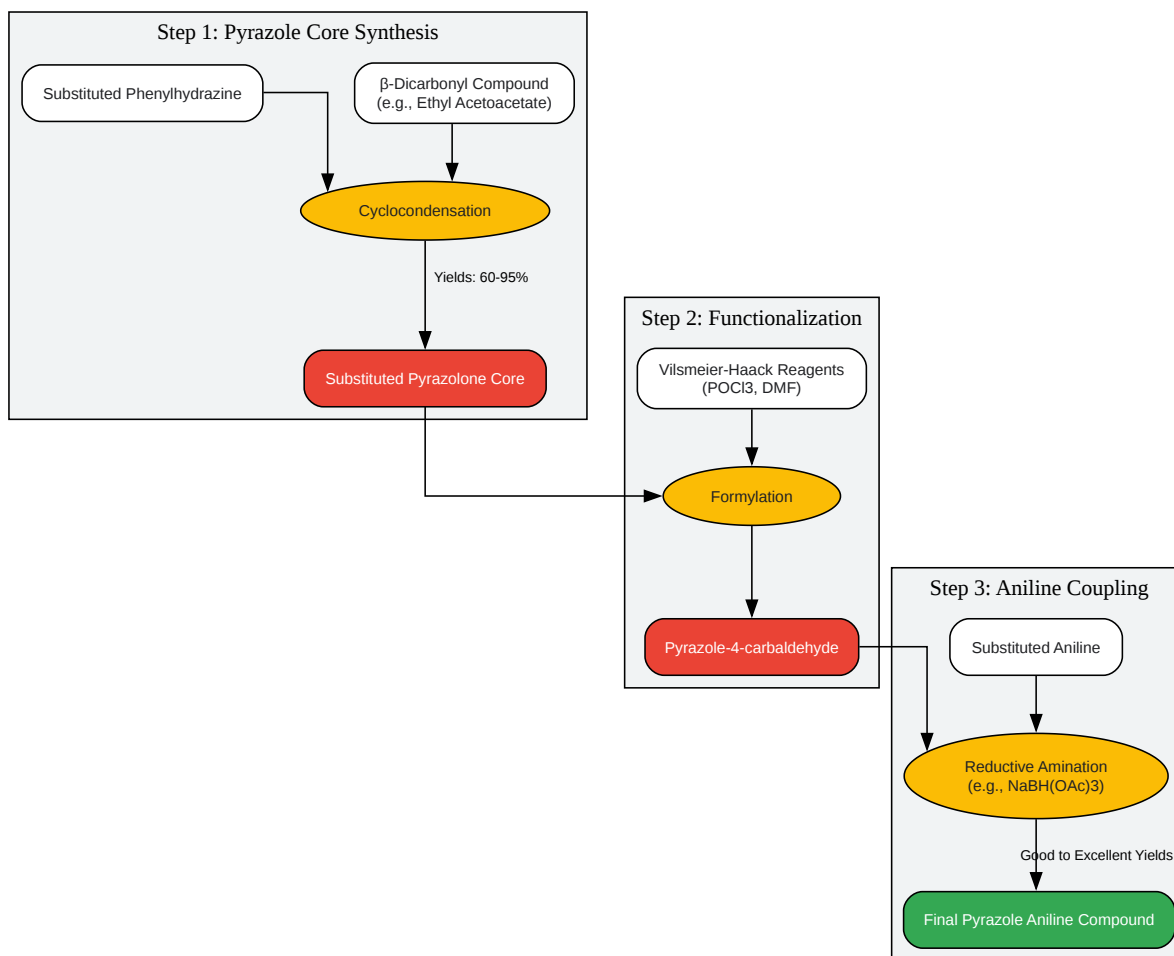 Step 1: Pyrazole Core Synthesis
Substituted Phenylhydrazine
β-Dicarbonyl Compound
(e.g., Ethyl Acetoacetate)
Cyclocondensation
Yields: 60-95%
Substituted Pyrazolone Core
Step 2: Functionalization
Vilsmeier-Haack Reagents
(POCl3, DMF)
Formylation
Pyrazole-4-carbaldehyde
Step 3: Aniline Coupling
Substituted Aniline
Reductive Amination
(e.g., NaBH(OAc)3)
Good to Excellent Yields
Final Pyrazole Aniline Compound